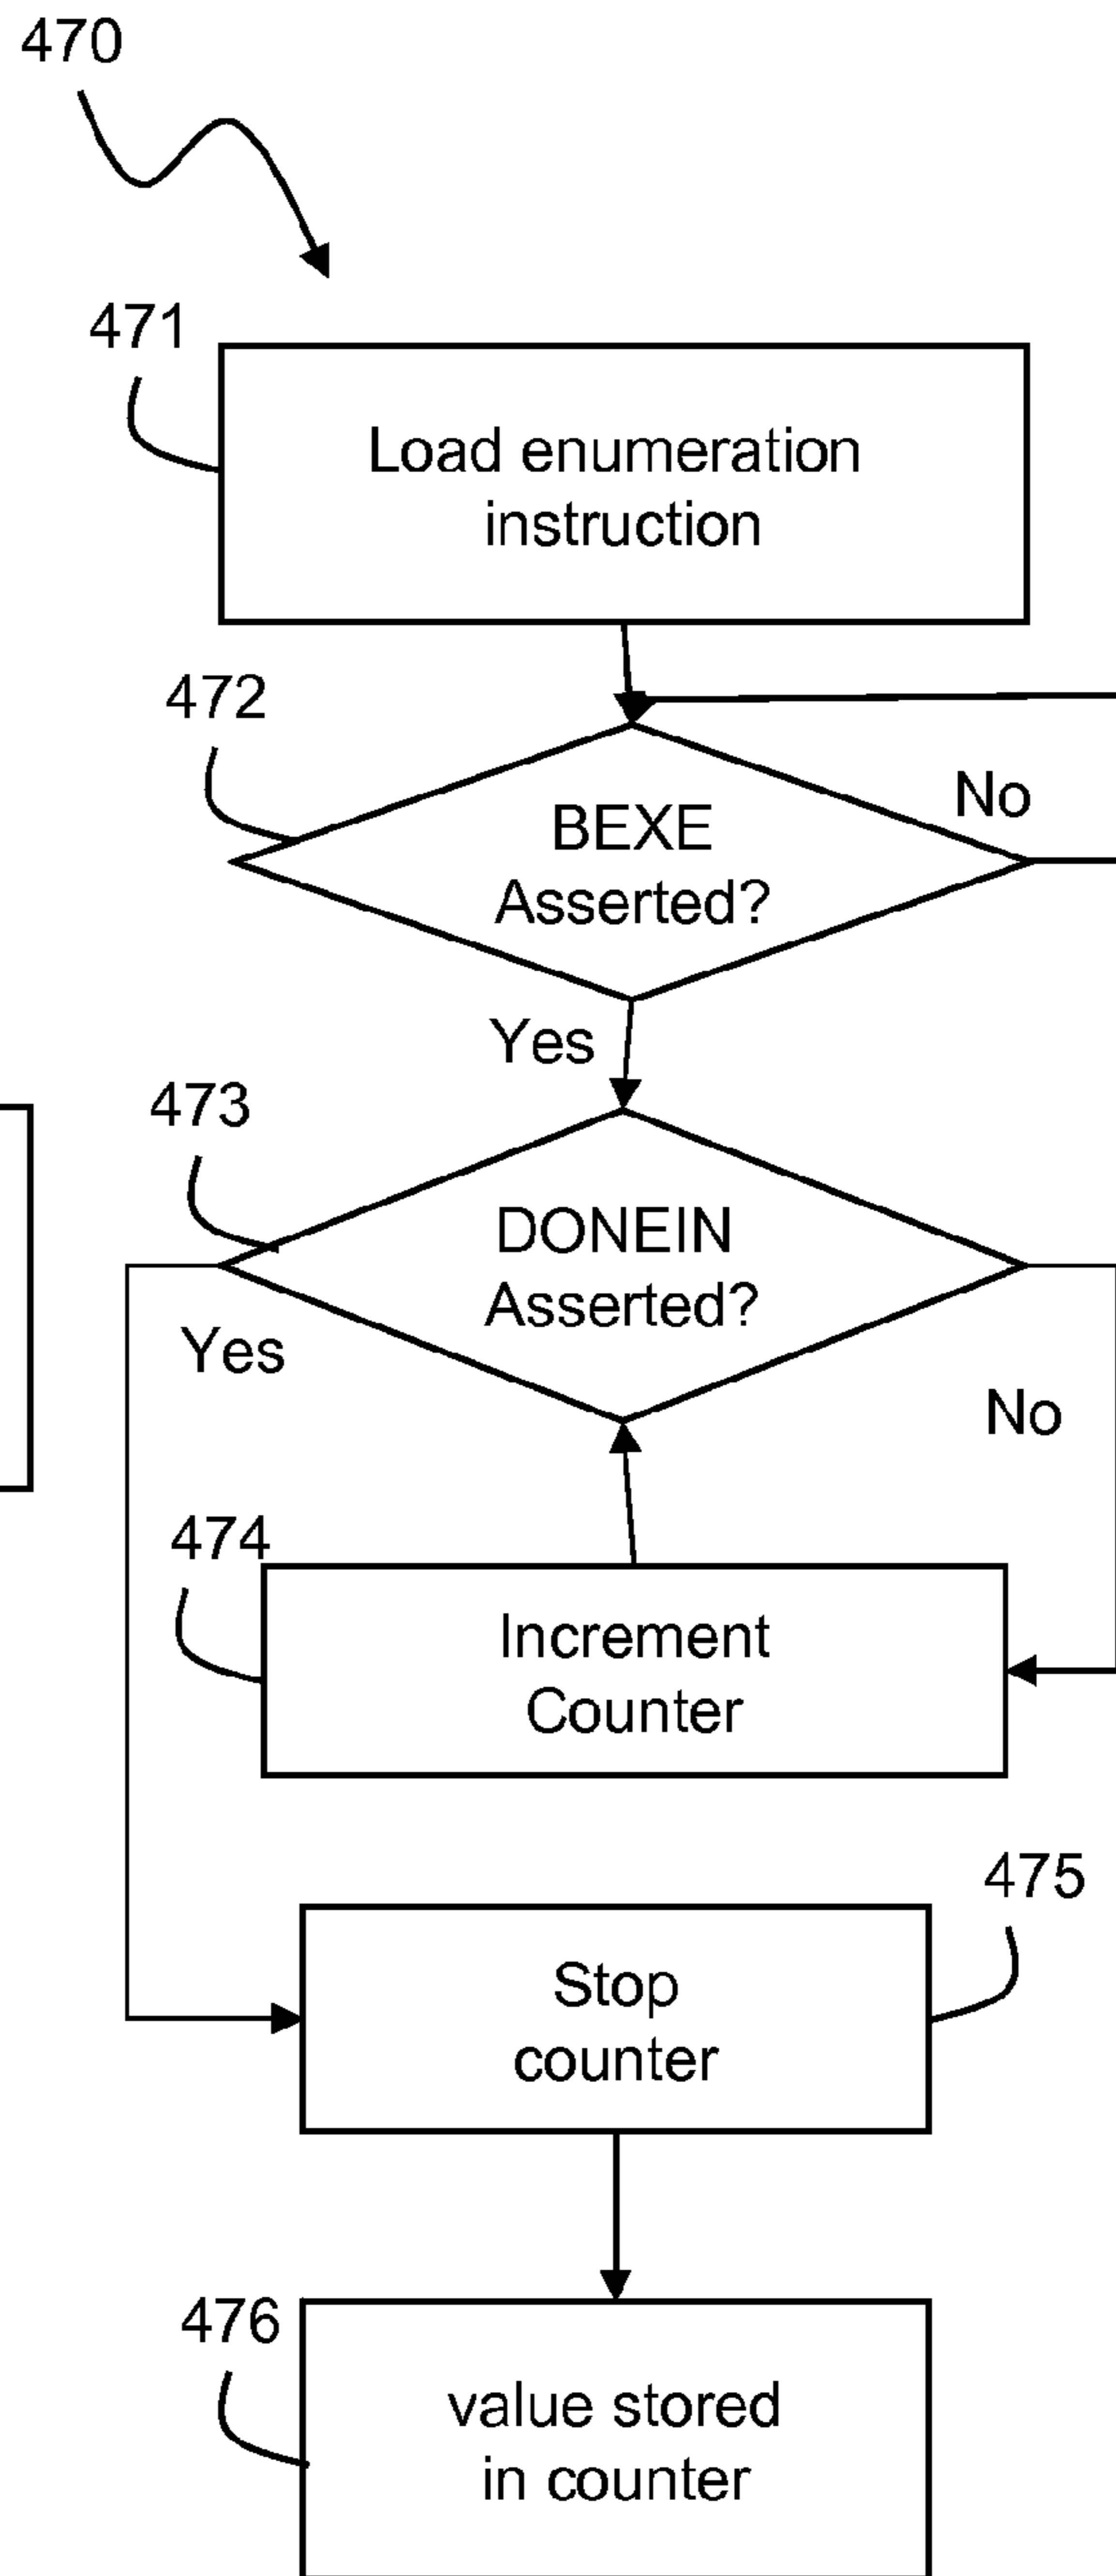 470
471
Load enumeration
instruction
472
BEXE
Asserted?
No
Yes
473
DONEIN
Asserted?
Yes
No
474
Increment
Counter
475
Stop
counter
476
value stored
in counter